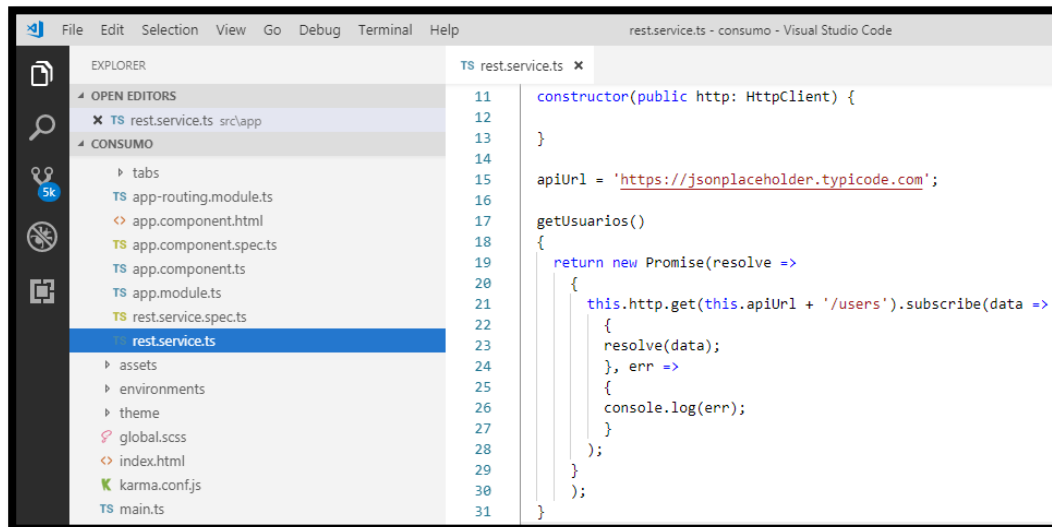 File Edit Selection View Go Debug Terminal Help rest.service.ts - consumo - Visual Studio Code
EXPLORER
OPEN EDITORS
TS rest.service.ts src\app
CONSUMO
tabs
TS app-routing.module.ts
<> app.component.html
TS app.component.spec.ts
TS app.component.ts
TS app.module.ts
TS rest.service.spec.ts
TS rest.service.ts
assets
environments
theme
global.scss
<> index.html
K karma.conf.js
TS main.ts
5k
TS rest.service.ts ×
11 constructor(public http: HttpClient) {
12
13 }
14
15 apiUrl = 'https://jsonplaceholder.typicode.com';
16
17 getUsuarios()
18 {
19 return new Promise(resolve =>
20 {
21 this.http.get(this.apiUrl + '/users').subscribe(data =>
22 {
23 resolve(data);
24 }, err =>
25 {
26 console.log(err);
27 }
28 );
29 }
30 );
31 }